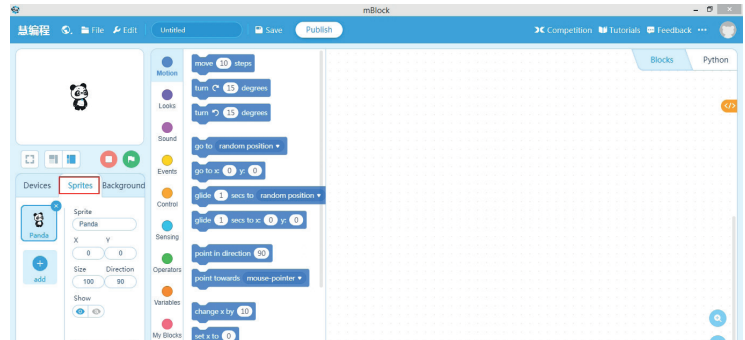 mBlock
慧编程 File Edit Untitled Save Publish Competition Tutorials Feedback
Blocks Python
Motion
Looks
Sound
Events
Control
Sensing
Operators
Variables
My Blocks
move 10 steps
turn 15 degrees
turn 15 degrees
go to random position
go to x: 0 y: 0
glide 1 secs to random position
glide 1 secs to x: 0 y: 0
point in direction 90
point towards mouse-pointer
change x by 10
set x to 0
Devices Sprites Background
Panda
add
Sprite
Panda
X Y
0 0
Size Direction
100 90
Show